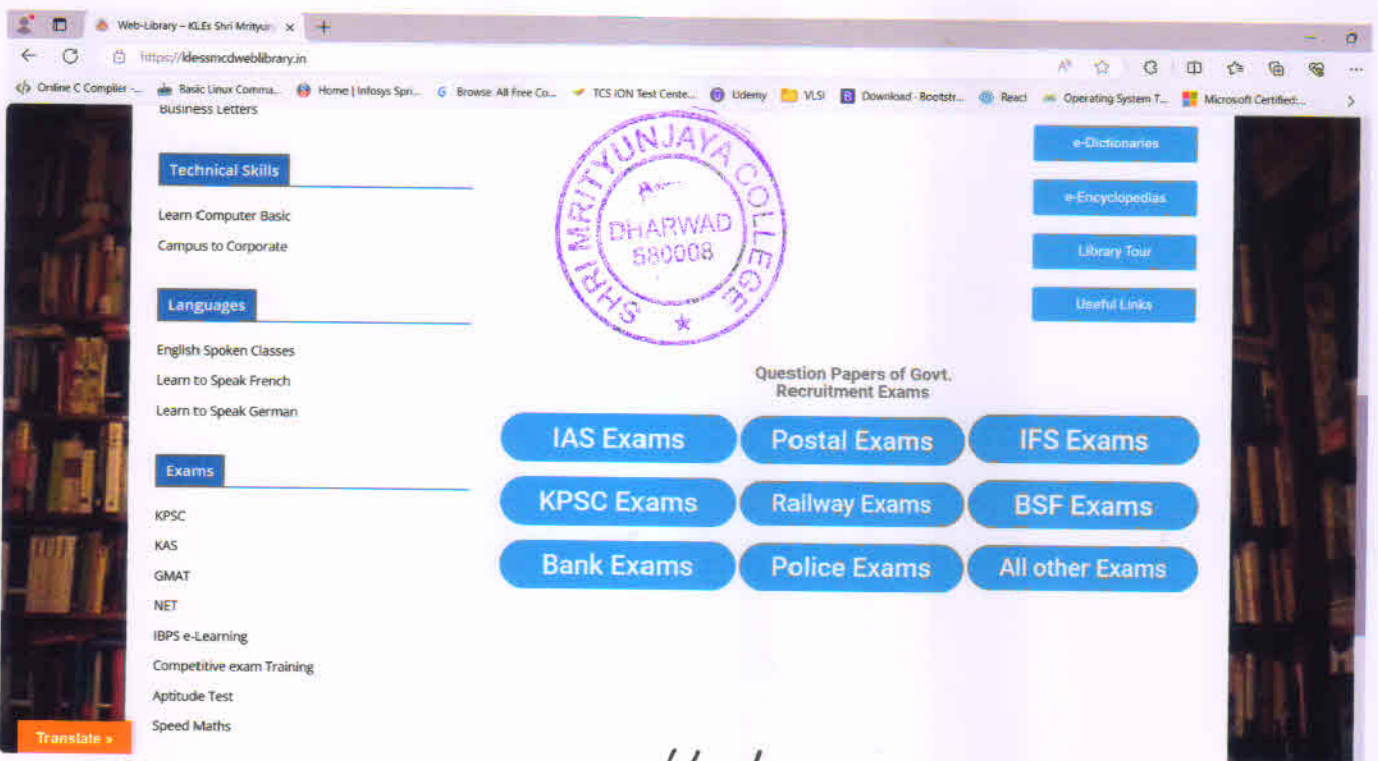 Web-Library – KLEs Shri Mrityun
https://klessmcdweblibrary.in
Online C Compiler -...
Basic Linux Comma...
Home | Infosys Spri...
Browse All Free Co...
TCS iON Test Cente...
Udemy
VLSI
Download · Bootstr...
React
Operating System T...
Microsoft Certified:...
Business Letters
Technical Skills
Learn Computer Basic
Campus to Corporate
Languages
English Spoken Classes
Learn to Speak French
Learn to Speak German
Exams
KPSC
KAS
GMAT
NET
IBPS e-Learning
Competitive exam Training
Aptitude Test
Speed Maths
Translate »
SHRI MRITYUNJAYA COLLEGE
DHARWAD
580008
e-Dictionaries
e-Encyclopedias
Library Tour
Useful Links
Question Papers of Govt.
Recruitment Exams
IAS Exams
Postal Exams
IFS Exams
KPSC Exams
Railway Exams
BSF Exams
Bank Exams
Police Exams
All other Exams